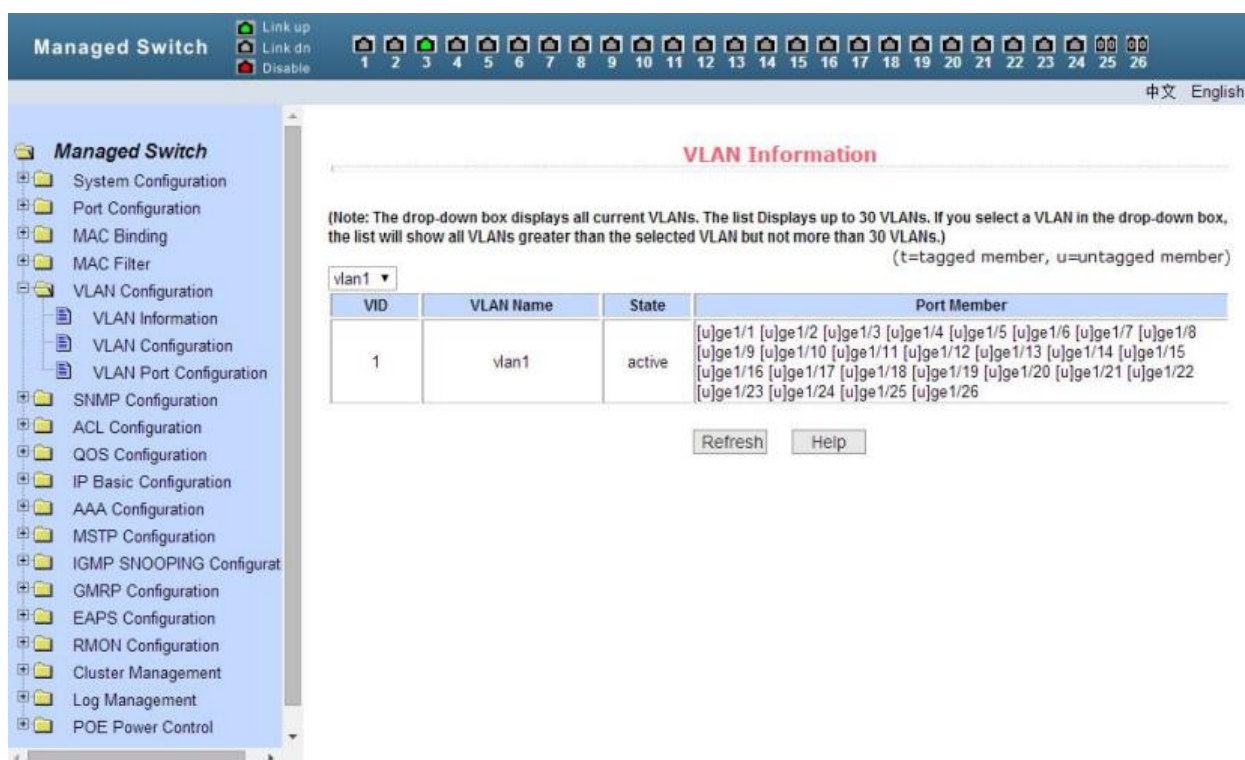 Managed Switch
Link up
Link dn
Disable
1 2 3 4 5 6 7 8 9 10 11 12 13 14 15 16 17 18 19 20 21 22 23 24 25 26
中文 English
Managed Switch
System Configuration
Port Configuration
MAC Binding
MAC Filter
VLAN Configuration
VLAN Information
VLAN Configuration
VLAN Port Configuration
SNMP Configuration
ACL Configuration
QOS Configuration
IP Basic Configuration
AAA Configuration
MSTP Configuration
IGMP SNOOPING Configurat
GMRP Configuration
EAPS Configuration
RMON Configuration
Cluster Management
Log Management
POE Power Control
VLAN Information
(Note: The drop-down box displays all current VLANs. The list Displays up to 30 VLANs. If you select a VLAN in the drop-down box,
the list will show all VLANs greater than the selected VLAN but not more than 30 VLANs.)
(t=tagged member, u=untagged member)
vlan1
VID VLAN Name State Port Member
1 vlan1 active
[u]ge1/1 [u]ge1/2 [u]ge1/3 [u]ge1/4 [u]ge1/5 [u]ge1/6 [u]ge1/7 [u]ge1/8
[u]ge1/9 [u]ge1/10 [u]ge1/11 [u]ge1/12 [u]ge1/13 [u]ge1/14 [u]ge1/15
[u]ge1/16 [u]ge1/17 [u]ge1/18 [u]ge1/19 [u]ge1/20 [u]ge1/21 [u]ge1/22
[u]ge1/23 [u]ge1/24 [u]ge1/25 [u]ge1/26
Refresh Help